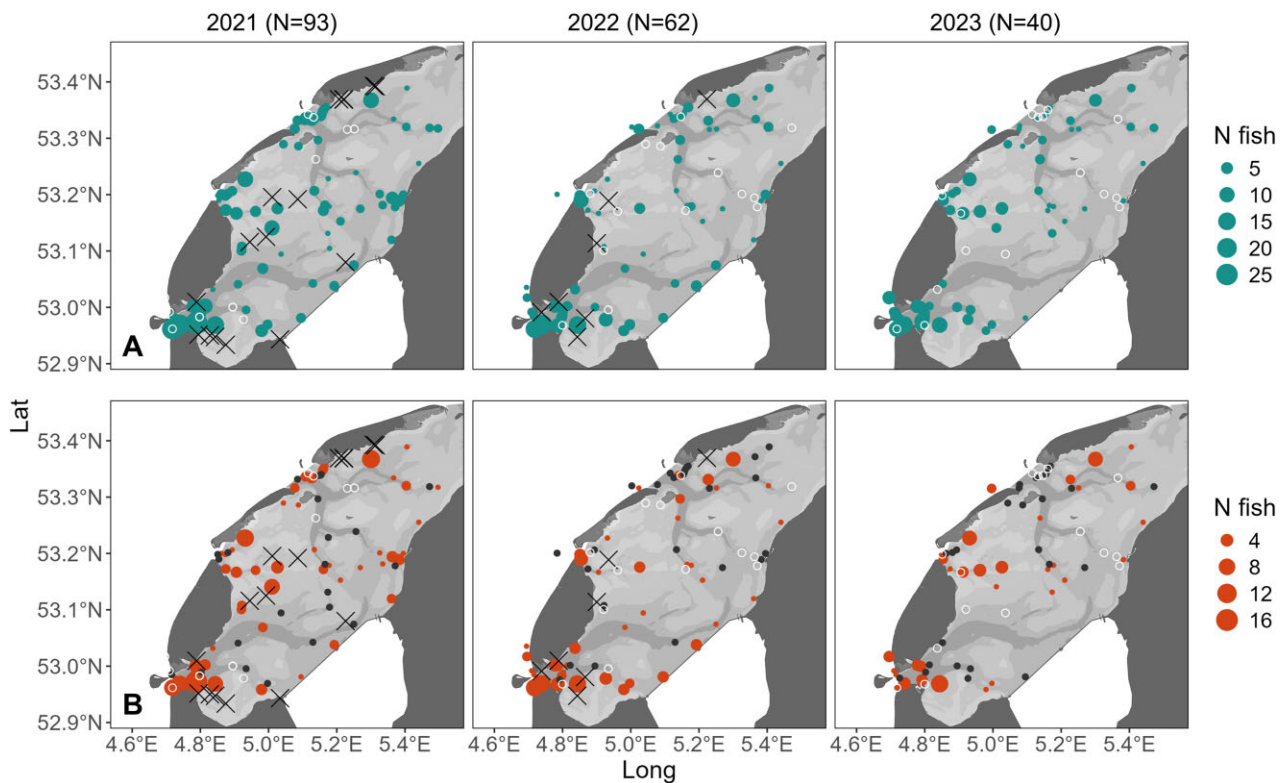 2021 (N=93)
2022 (N=62)
2023 (N=40)
53.4°N
53.3°N
53.2°N
53.1°N
53.0°N
52.9°N
A
N fish
5
10
15
20
25
Lat
53.4°N
53.3°N
53.2°N
53.1°N
53.0°N
52.9°N
B
N fish
4
8
12
16
4.6°E 4.8°E 5.0°E 5.2°E 5.4°E
4.6°E 4.8°E 5.0°E 5.2°E 5.4°E
4.6°E 4.8°E 5.0°E 5.2°E 5.4°E
Long